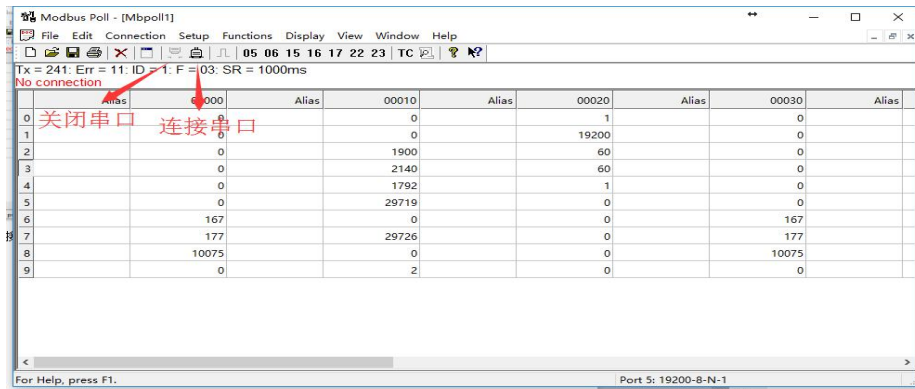 Modbus Poll - [Mbpoll1]
File Edit Connection Setup Functions Display View Window Help
05 06 15 16 17 22 23 TC
Tx = 241: Err = 11: ID = 1: F = 03: SR = 1000ms
No connection
Alias 00000 Alias 00010 Alias 00020 Alias 00030 Alias
关闭串口 连接串口
0 0 0 1 0
1 0 0 19200 0
2 0 1900 60 0
3 0 2140 60 0
4 0 1792 1 0
5 0 29719 0 0
6 167 0 0 167
7 177 29726 0 177
8 10075 0 0 10075
9 0 2 0 0
For Help, press F1. Port 5: 19200-8-N-1